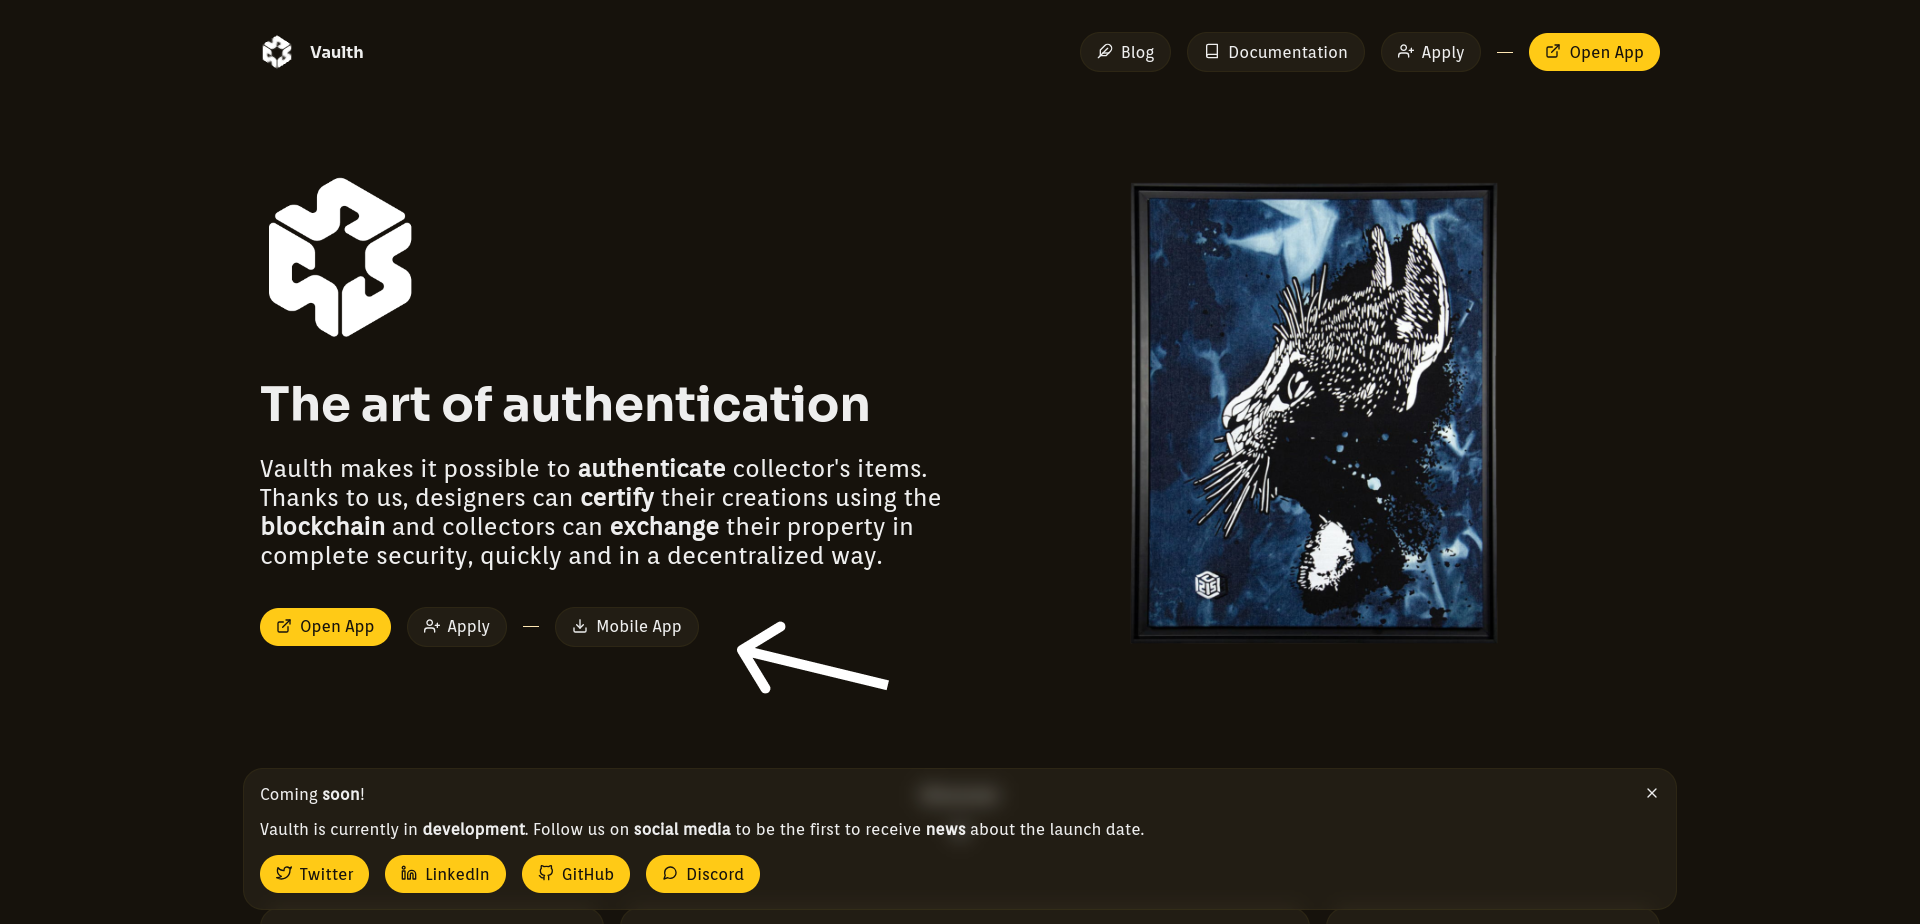 Vaulth
Blog
Documentation
Apply
Open App
The art of authentication
Vaulth makes it possible to authenticate collector's items.
Thanks to us, designers can certify their creations using the
blockchain and collectors can exchange their property in
complete security, quickly and in a decentralized way.
Open App
Apply
Mobile App
Coming soon!
Vaulth is currently in development. Follow us on social media to be the first to receive news about the launch date.
Twitter
LinkedIn
GitHub
Discord